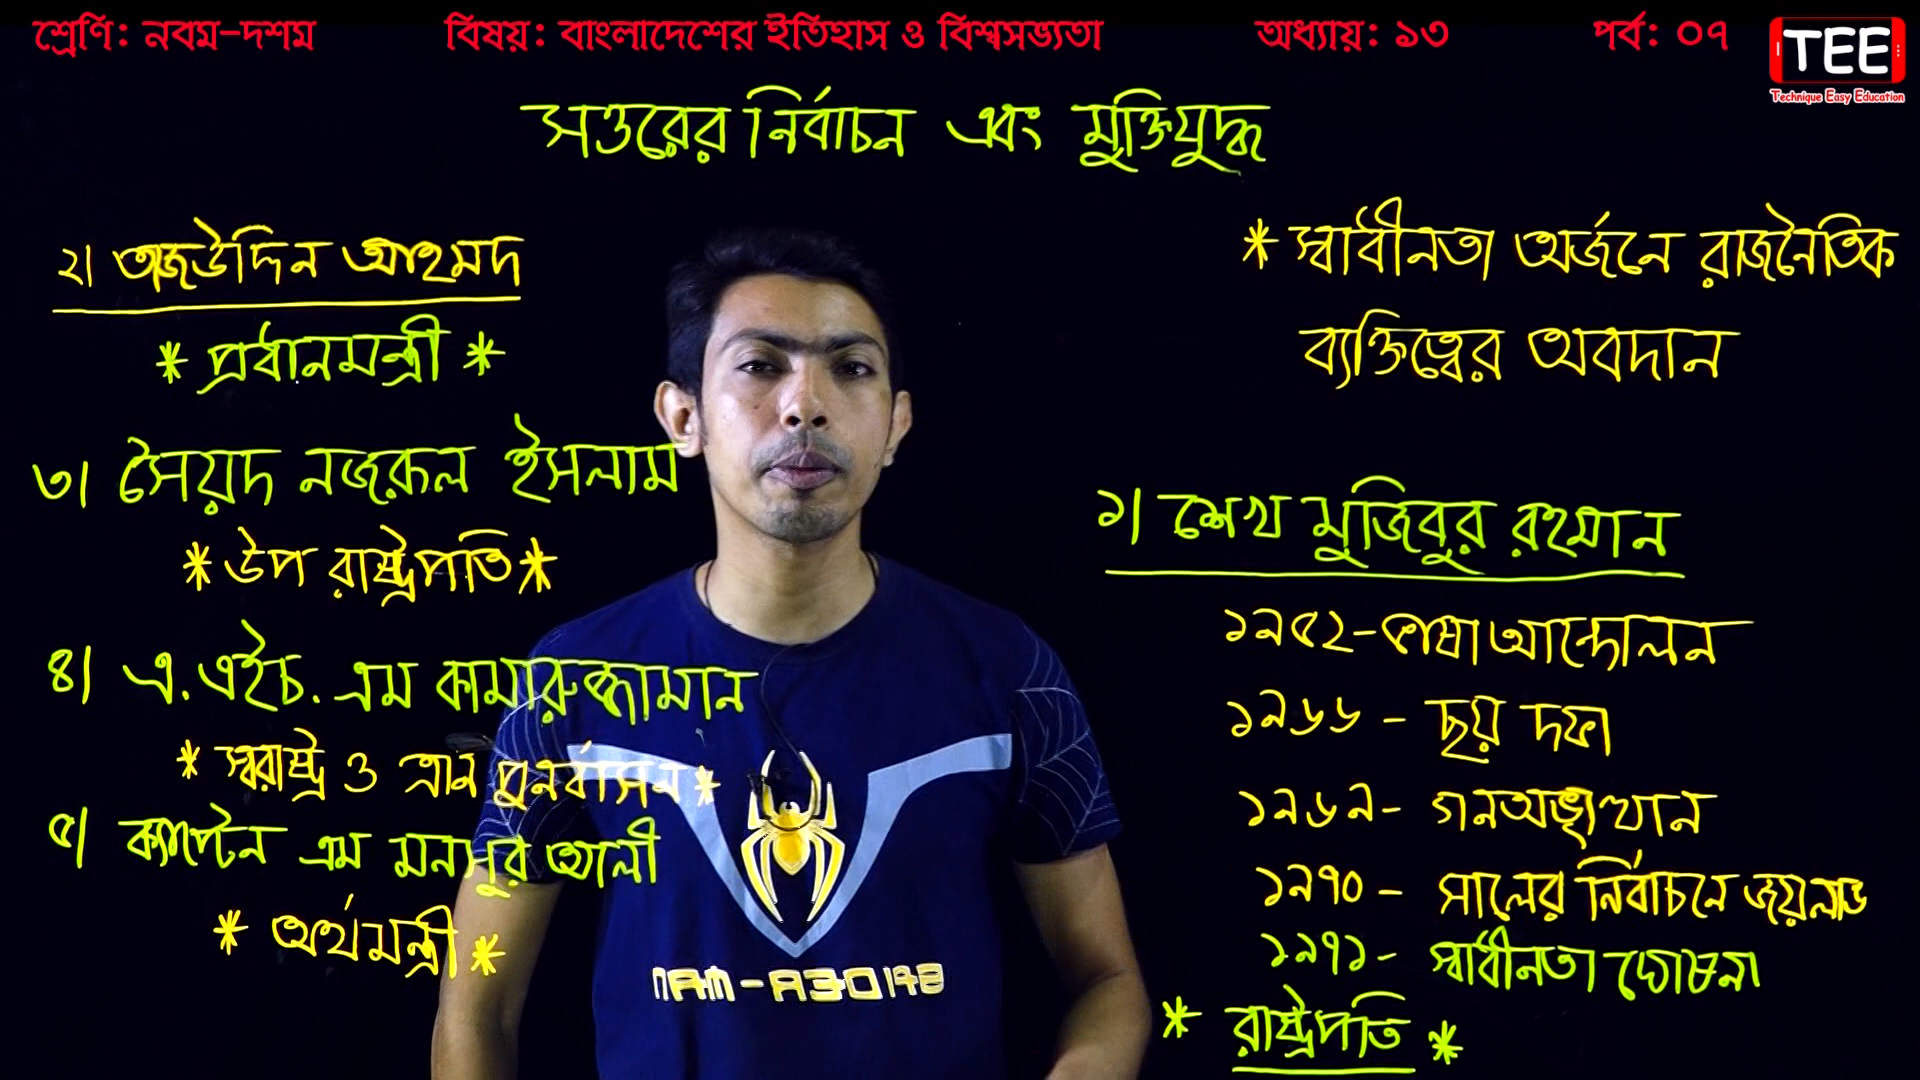 শ্রেণি: নবম-দশম
বিষয়: বাংলাদেশের ইতিহাস ও বিশ্বসভ্যতা
অধ্যায়: ১৩
পর্ব: ০৭
TEE
Technique Easy Education
সত্তরের নির্বাচন এবং মুক্তিযুদ্ধ
২। তাজউদ্দিন আহমদ
* প্রধানমন্ত্রী *
৩। সৈয়দ নজরুল ইসলাম
* উপ রাষ্ট্রপতি *
৪। এ. এইচ. এম কামারুজ্জামান
* স্বরাষ্ট্র ও ত্রান পুনর্বাসন *
৫। ক্যাপ্টেন এম মনসুর আলী
* অর্থমন্ত্রী *
* স্বাধীনতা অর্জনে রাজনৈতিক
ব্যক্তিত্বের অবদান
১। শেখ মুজিবুর রহমান
১৯৫২ - ভাষা আন্দোলন
১৯৬৬ - ছয় দফা
১৯৬৯ - গনঅভ্যুত্থান
১৯৭০ - সালের নির্বাচনে জয়লাভ
১৯৭১ - স্বাধীনতা ঘোষনা
* রাষ্ট্রপতি *
MAM-A30148